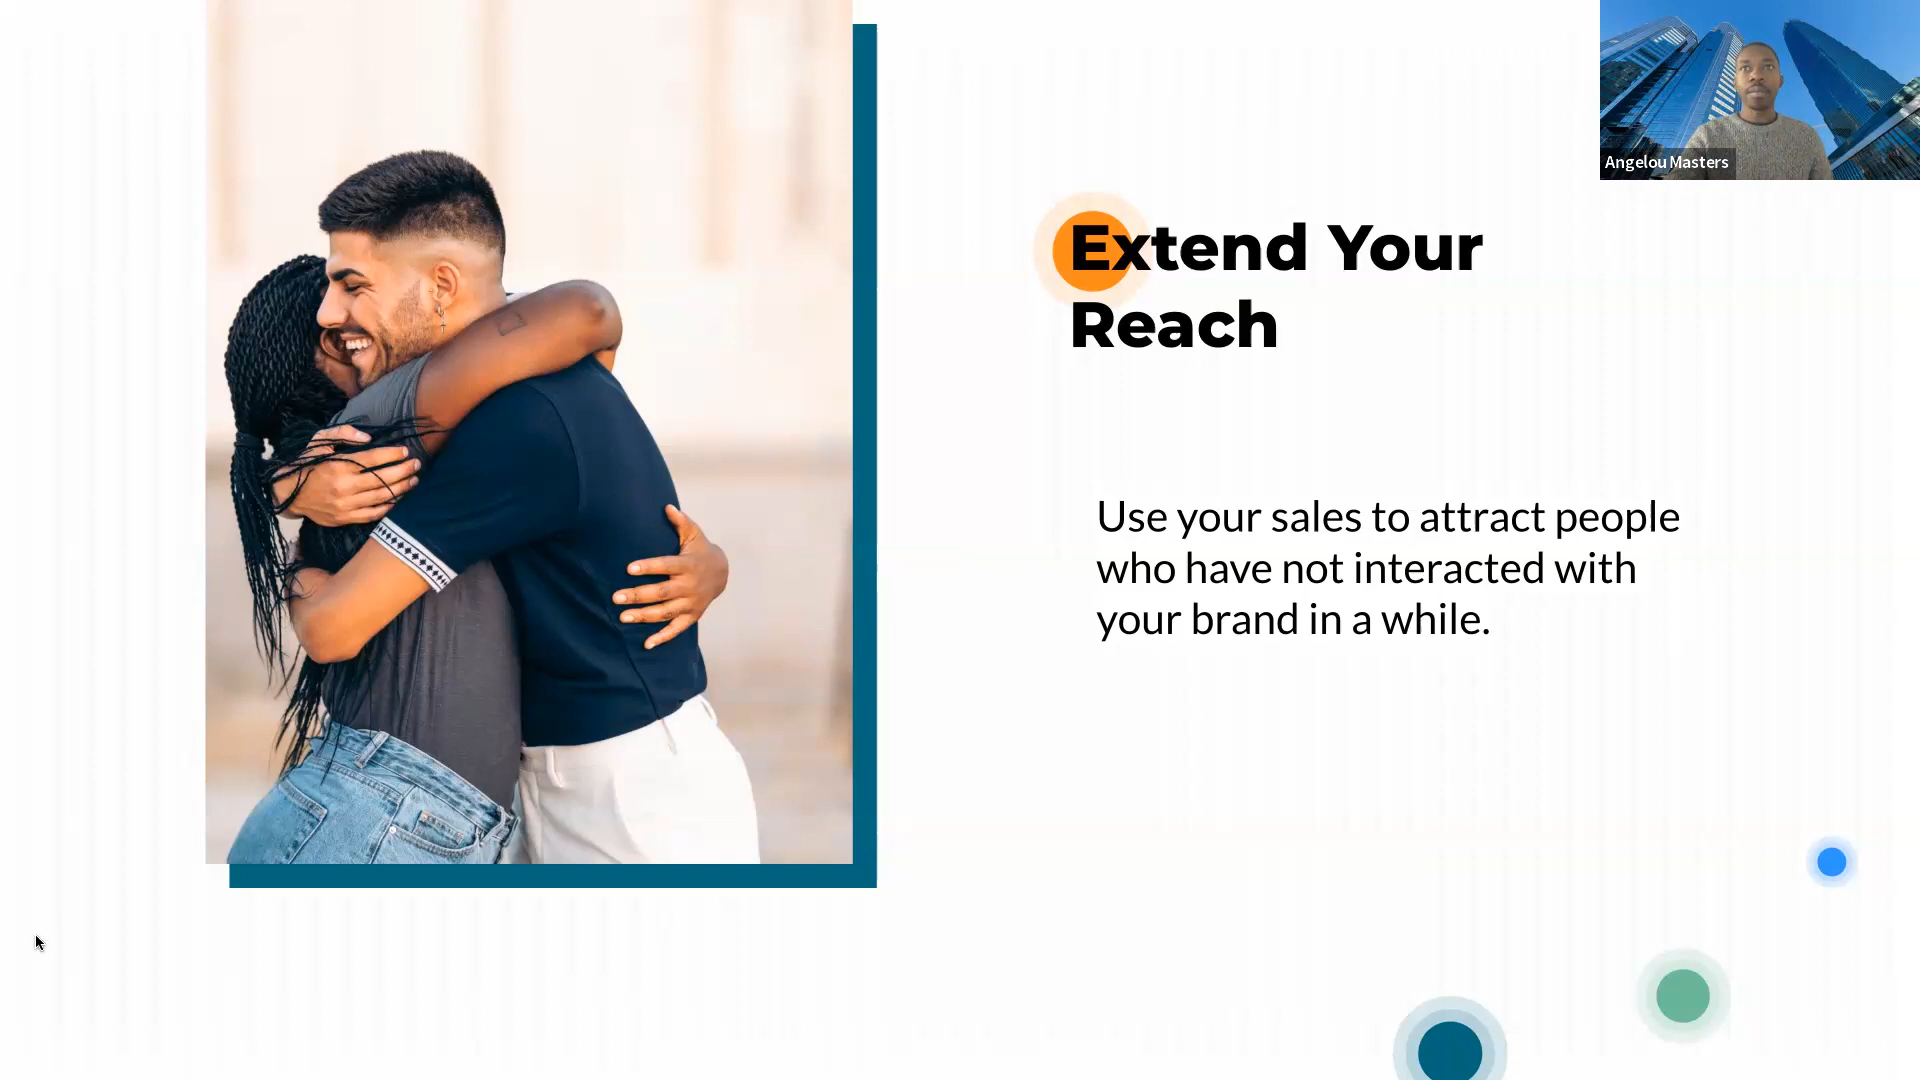 Angelou Masters
Extend Your
Reach
Use your sales to attract people
who have not interacted with
your brand in a while.